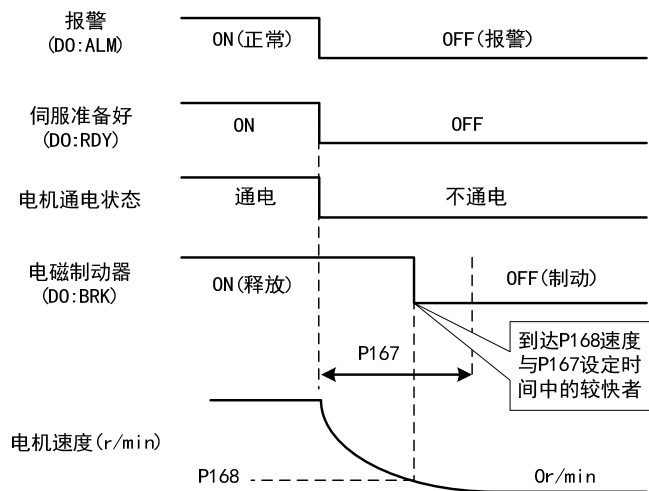 报警
(DO:ALM)
ON(正常)
OFF(报警)
伺服准备好
(DO:RDY)
ON
OFF
电机通电状态
通电
不通电
电磁制动器
(DO:BRK)
ON(释放)
OFF(制动)
P167
到达P168速度
与P167设定时
间中的较快者
电机速度(r/min)
P168
0r/min